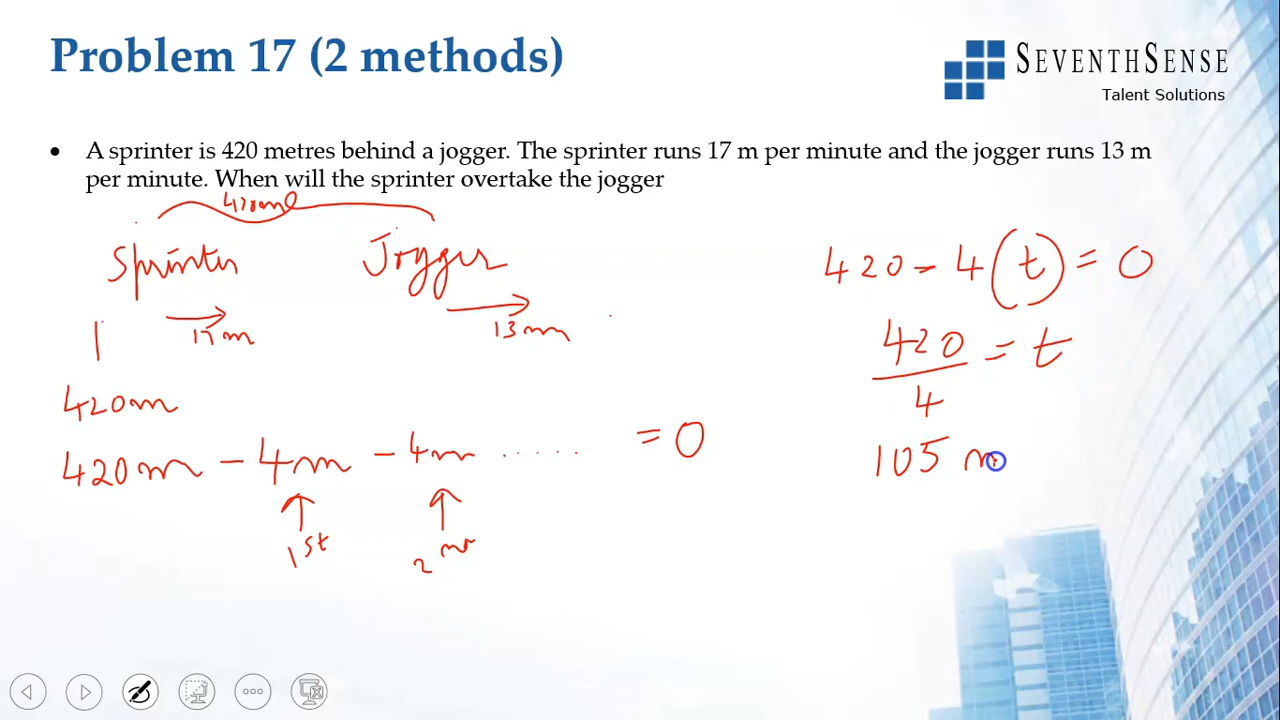 Problem 17 (2 methods)
SEVENTHSENSE
Talent Solutions
• A sprinter is 420 metres behind a jogger. The sprinter runs 17 m per minute and the jogger runs 13 m
per minute. When will the sprinter overtake the jogger
Sprinter Jogger
17m 13m
420m
420m - 4m - 4m ..... = 0
1st 2
420 - 4(t) = 0
420/4 = t
105 m